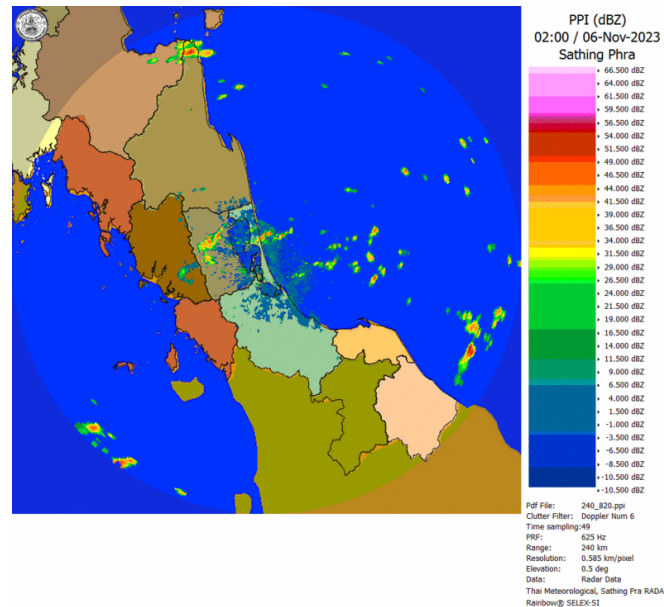 PPI (dBZ)
02:00 / 06-Nov-2023
Sathing Phra
66.500 dBZ
64.000 dBZ
61.500 dBZ
59.500 dBZ
56.500 dBZ
54.000 dBZ
51.500 dBZ
49.000 dBZ
46.500 dBZ
44.000 dBZ
41.500 dBZ
39.000 dBZ
36.500 dBZ
34.000 dBZ
31.500 dBZ
29.000 dBZ
26.500 dBZ
24.000 dBZ
21.500 dBZ
19.000 dBZ
16.500 dBZ
14.000 dBZ
11.500 dBZ
9.000 dBZ
6.500 dBZ
4.000 dBZ
1.500 dBZ
-1.000 dBZ
-3.500 dBZ
-6.500 dBZ
-8.500 dBZ
-10.500 dBZ
-10.500 dBZ
Pdf File: 240_820.ppi
Clutter Filter: Doppler Num 6
Time sampling:49
PRF: 625 Hz
Range: 240 km
Resolution: 0.585 km/pixel
Elevation: 0.5 deg
Data: Radar Data
Thai Meteorological, Sathing Pra RADA
Rainbow® SELEX-SI